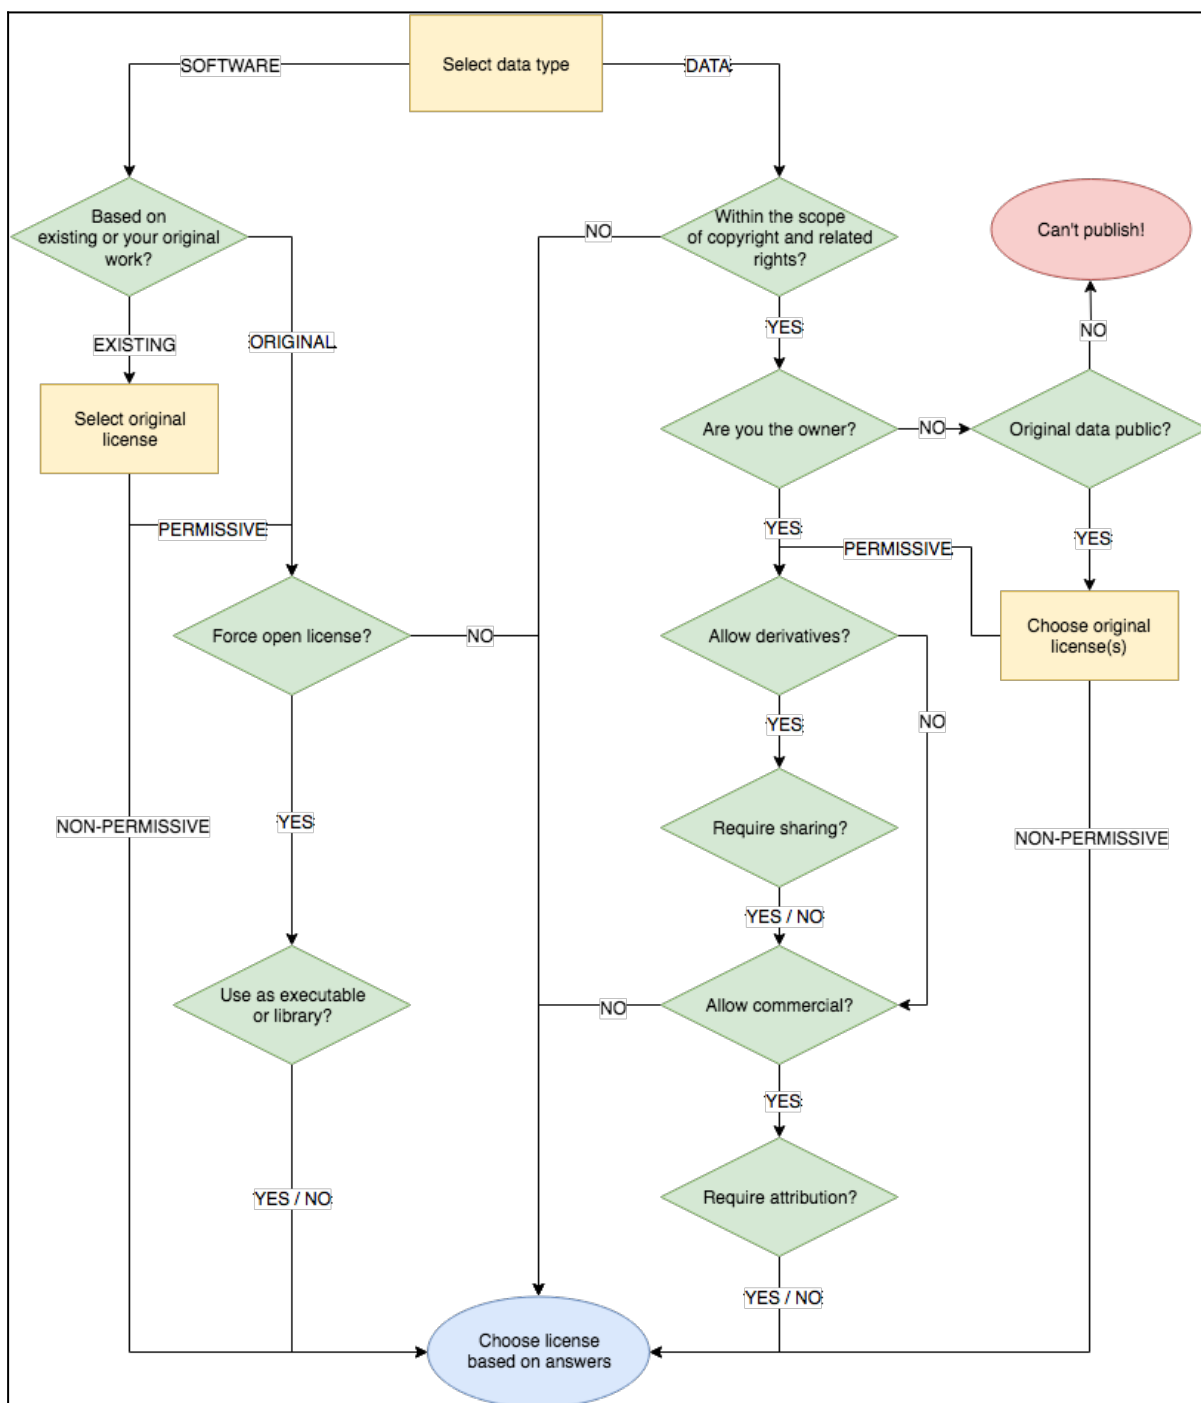 Select data type
SOFTWARE
DATA
Based on
existing or your original
work?
Within the scope
of copyright and related
rights?
Can't publish!
NO
YES
NO
EXISTING
ORIGINAL
Select original
license
Are you the owner?
NO
Original data public?
PERMISSIVE
YES
PERMISSIVE
YES
Force open license?
NO
Allow derivatives?
Choose original
license(s)
YES
NO
YES
NON-PERMISSIVE
Require sharing?
NON-PERMISSIVE
YES / NO
Use as executable
or library?
NO
Allow commercial?
YES
YES / NO
Require attribution?
YES / NO
Choose license
based on answers